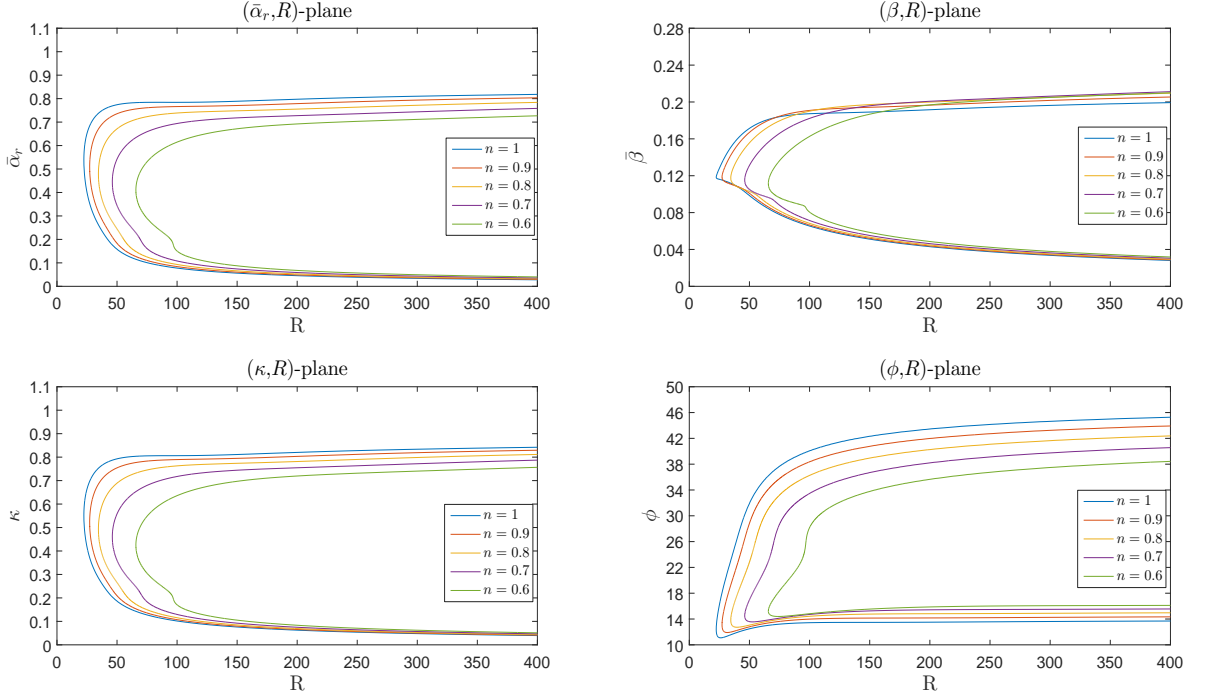 (ᾱ_r,R)-plane
1.1
1
0.9
0.8
0.7
0.6
0.5
0.4
0.3
0.2
0.1
0
ᾱ_r
0 50 100 150 200 250 300 350 400
R
n = 1
n = 0.9
n = 0.8
n = 0.7
n = 0.6
(β,R)-plane
0.28
0.24
0.2
0.16
0.12
0.08
0.04
0
β̄
0 50 100 150 200 250 300 350 400
R
n = 1
n = 0.9
n = 0.8
n = 0.7
n = 0.6
(κ,R)-plane
1.1
1
0.9
0.8
0.7
0.6
0.5
0.4
0.3
0.2
0.1
0
κ
0 50 100 150 200 250 300 350 400
R
n = 1
n = 0.9
n = 0.8
n = 0.7
n = 0.6
(ϕ,R)-plane
50
46
42
38
34
30
26
22
18
14
10
ϕ
0 50 100 150 200 250 300 350 400
R
n = 1
n = 0.9
n = 0.8
n = 0.7
n = 0.6